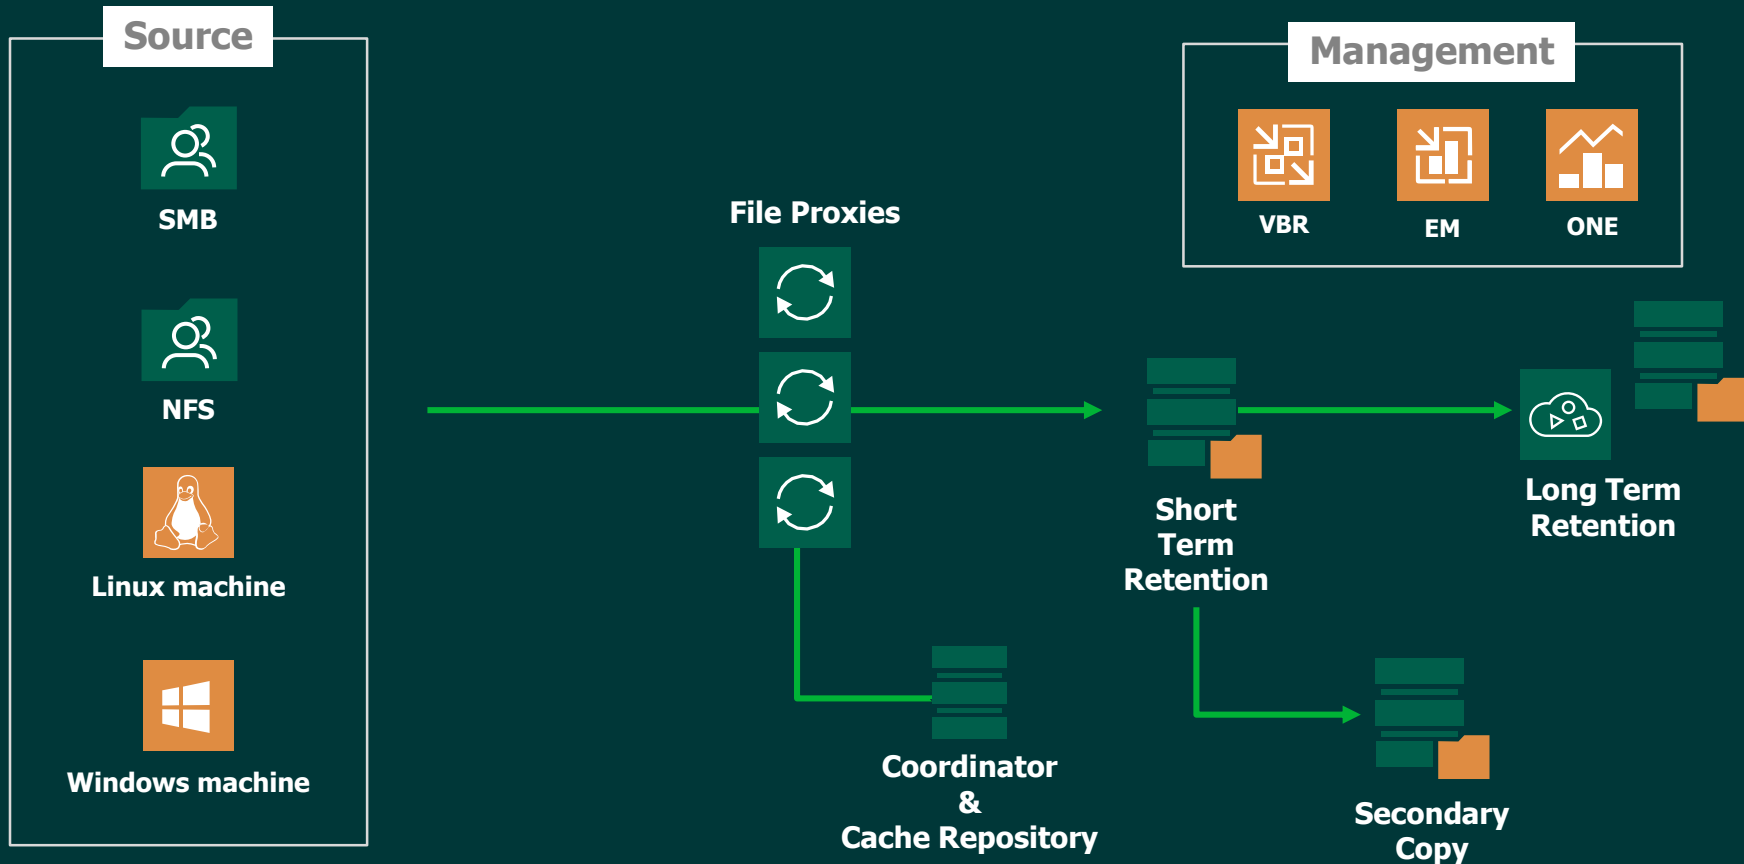 Source
SMB
NFS
Linux machine
Windows machine
File Proxies
Coordinator
&
Cache Repository
Management
VBR
EM
ONE
Short
Term
Retention
Long Term
Retention
Secondary
Copy